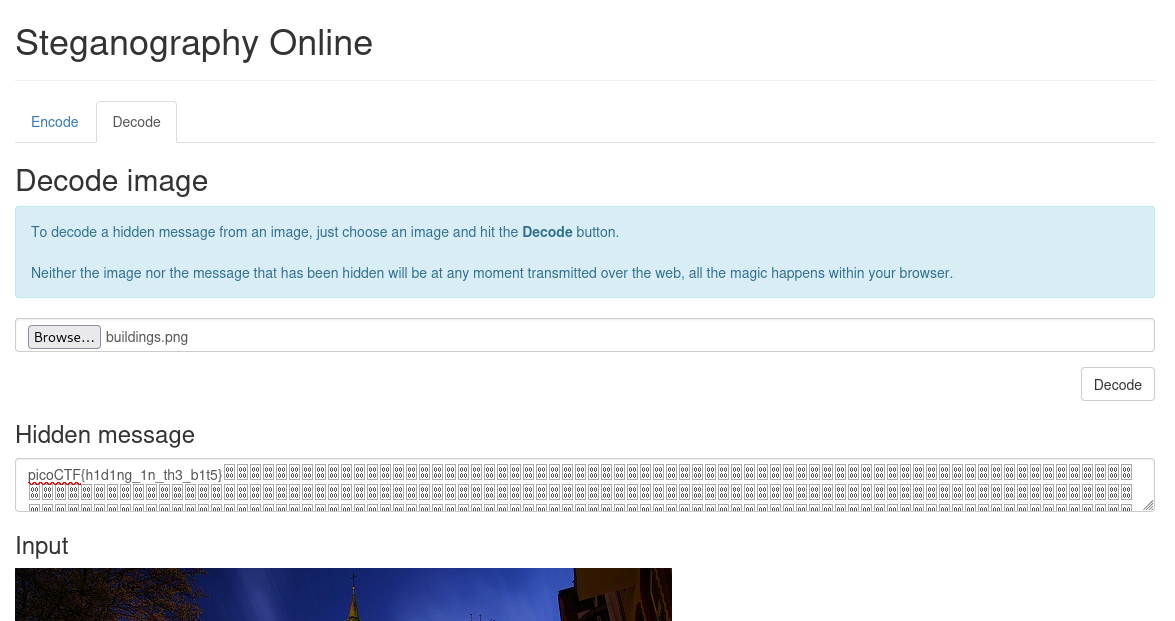 Steganography Online
Encode
Decode
Decode image
To decode a hidden message from an image, just choose an image and hit the Decode button.
Neither the image nor the message that has been hidden will be at any moment transmitted over the web, all the magic happens within your browser.
Browse... buildings.png
Decode
Hidden message
picoCTF{h1d1ng_1n_th3_b1t5}
Input